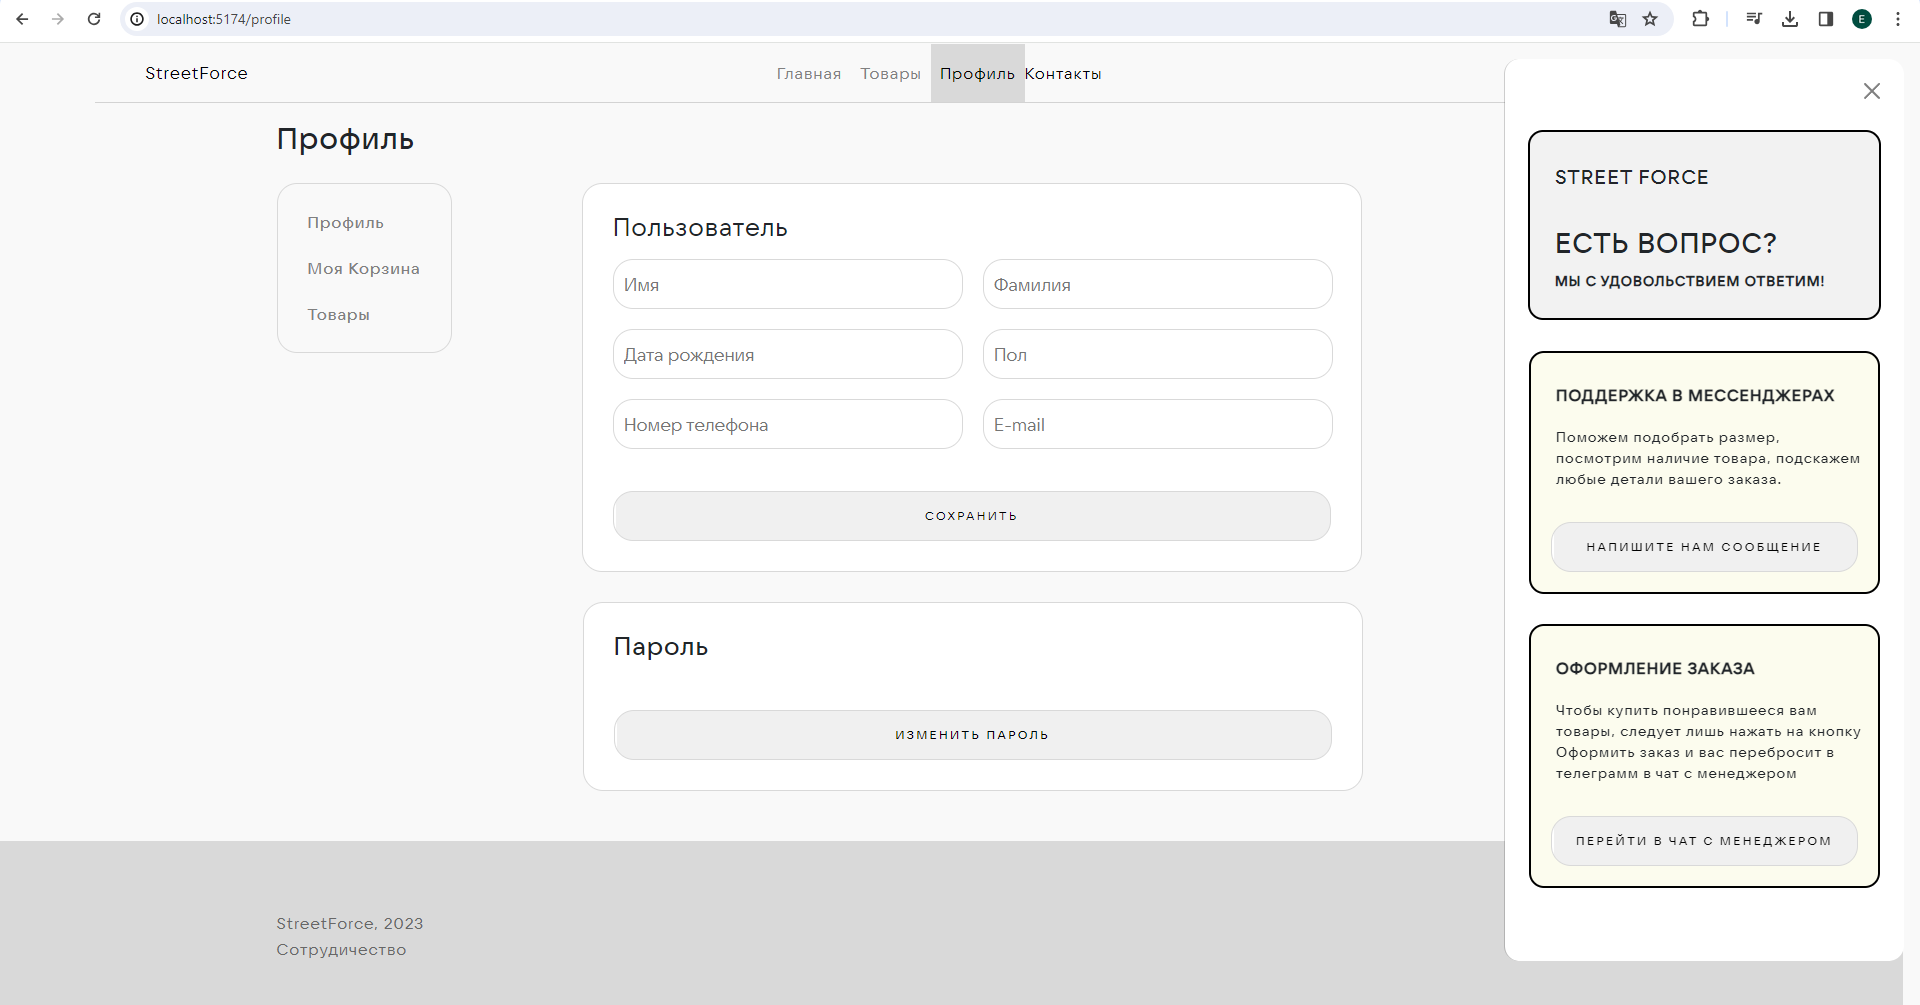 localhost:5174/profile
E
StreetForce
Главная
Товары
Профиль
Контакты
Профиль
Профиль
Моя Корзина
Товары
Пользователь
Имя
Фамилия
Дата рождения
Пол
Номер телефона
E-mail
СОХРАНИТЬ
Пароль
ИЗМЕНИТЬ ПАРОЛЬ
STREET FORCE
ЕСТЬ ВОПРОС?
МЫ С УДОВОЛЬСТВИЕМ ОТВЕТИМ!
ПОДДЕРЖКА В МЕССЕНДЖЕРАХ
Поможем подобрать размер,
посмотрим наличие товара, подскажем
любые детали вашего заказа.
НАПИШИТЕ НАМ СООБЩЕНИЕ
ОФОРМЛЕНИЕ ЗАКАЗА
Чтобы купить понравившееся вам
товары, следует лишь нажать на кнопку
Оформить заказ и вас перебросит в
телеграмм в чат с менеджером
ПЕРЕЙТИ В ЧАТ С МЕНЕДЖЕРОМ
StreetForce, 2023
Сотрудичество